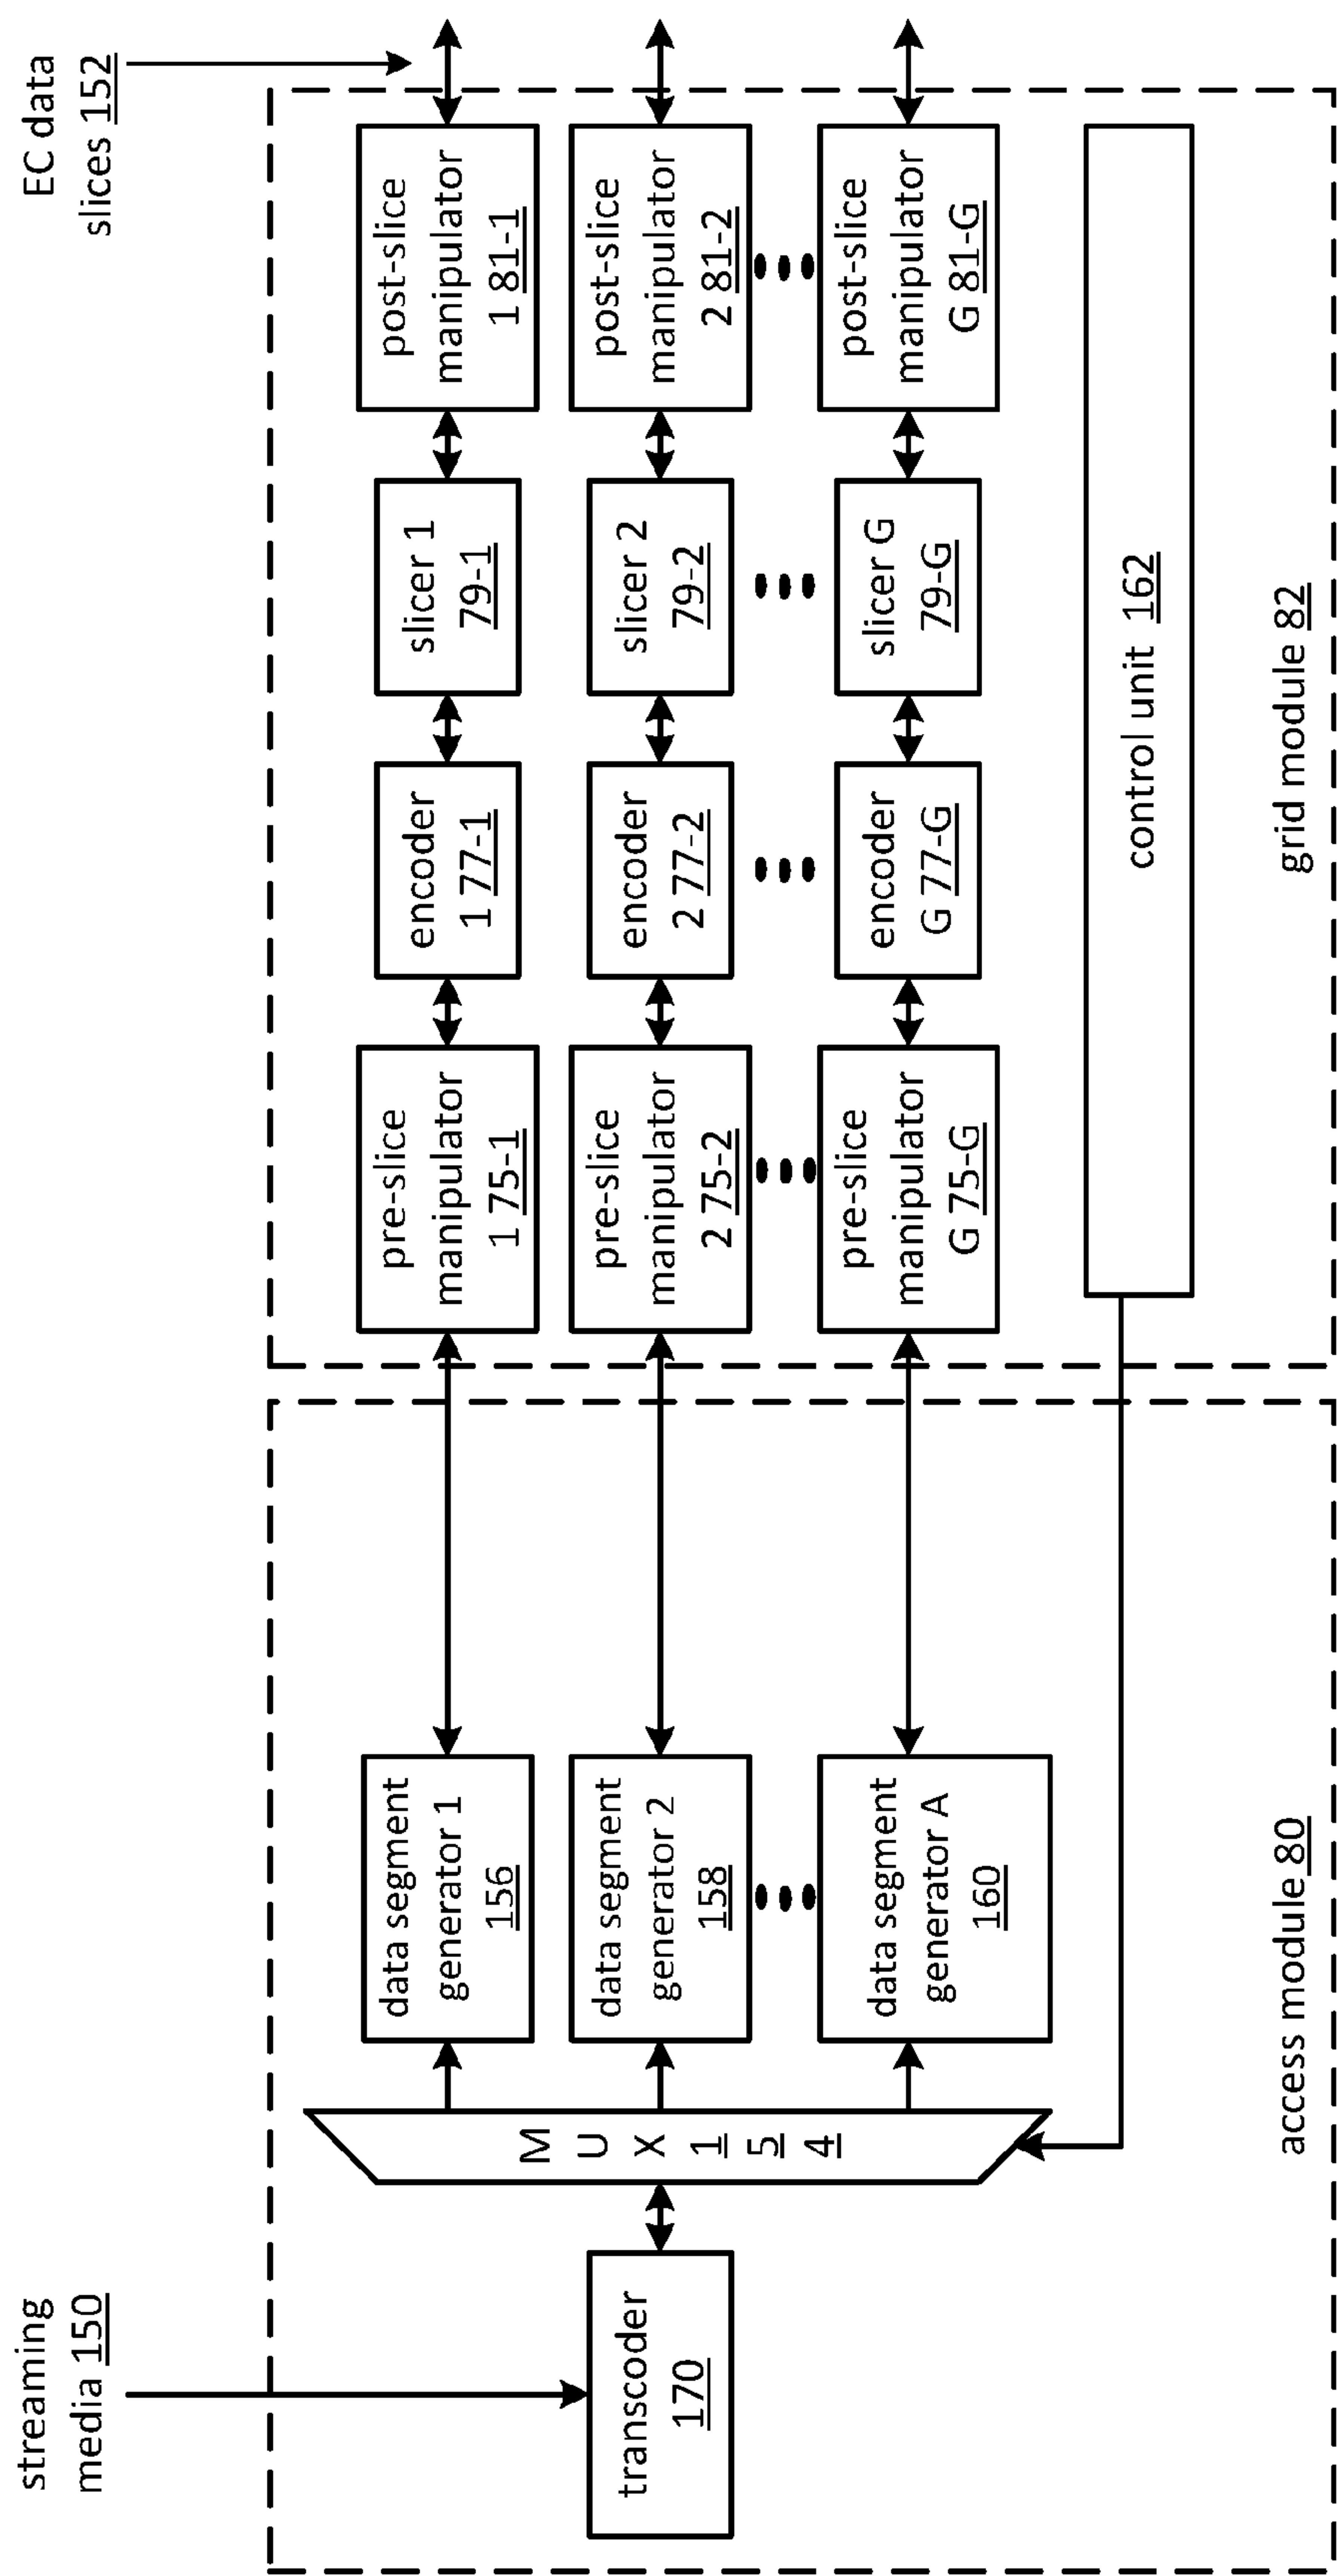 streaming
media 150
EC data
slices 152
transcoder
170
M
U
X
1
5
4
data segment
generator 1
156
pre-slice
manipulator
1 75-1
encoder
1 77-1
slicer 1
79-1
post-slice
manipulator
1 81-1
data segment
generator 2
158
pre-slice
manipulator
2 75-2
encoder
2 77-2
slicer 2
79-2
post-slice
manipulator
2 81-2
data segment
generator A
160
pre-slice
manipulator
G 75-G
encoder
G 77-G
slicer G
79-G
post-slice
manipulator
G 81-G
control unit 162
access module 80
grid module 82